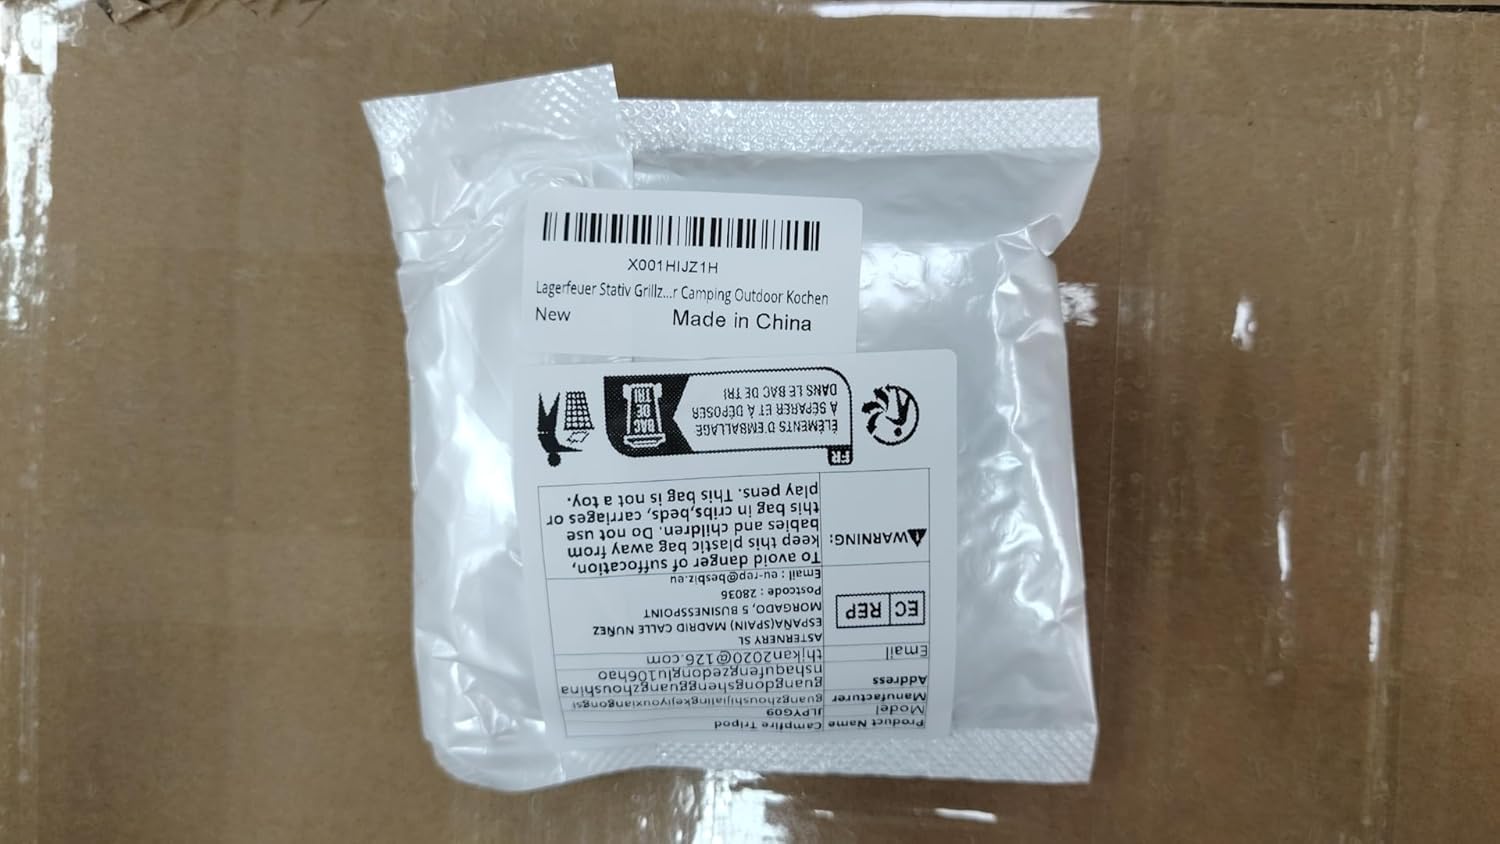 X001HIJZ1H
Lagerfeuer Stativ Grillz...r Camping Outdoor Kochen
New
Made in China
Product Name Campfire Tripod
Model JLPYG09
Manufacturer guangzhoushijialingkejiyouxiangongsi
Address guangdongshengguangzhoushina
nshaqufengzedonglu106hao
Email thikan2020@126.com
EC REP
ASTERNERY SL
ESPAÑA(SPAIN) MADRID CALLE NUÑEZ
MORGADO, 5 BUSINESSPOINT
Postcode : 28036
Email : eu-rep@besbiz.eu
WARNING:
To avoid danger of suffocation,
keep this plastic bag away from
babies and children. Do not use
this bag in cribs,beds, carriages or
play pens. This bag is not a toy.
FR
ÉLÉMENTS D'EMBALLAGE
À SÉPARER ET À DÉPOSER
DANS LE BAC DE TRI
BAC
DE
TRI